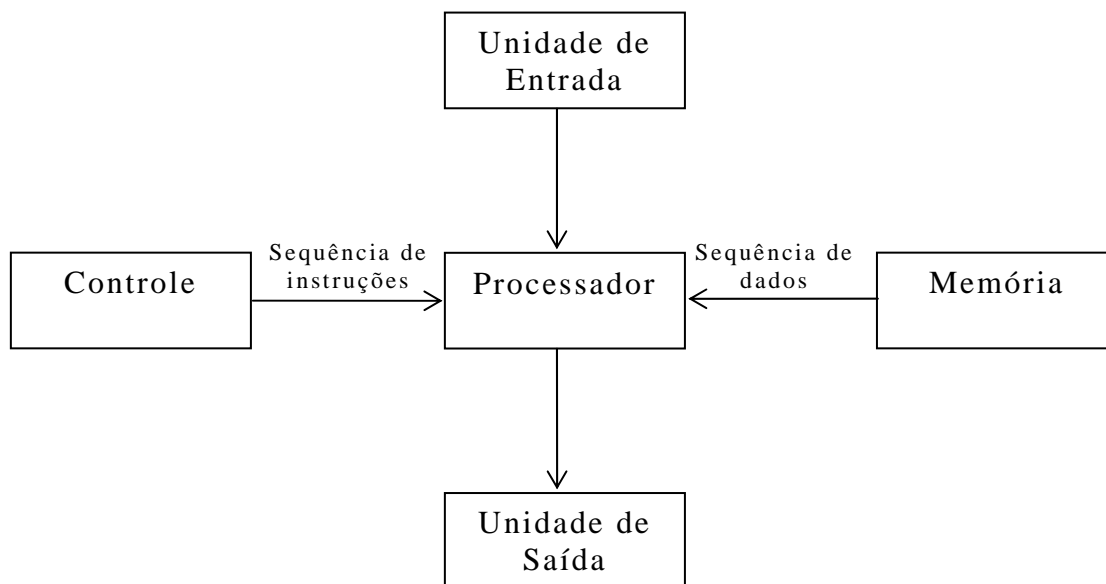 Unidade de
Entrada
Controle
Sequência de
instruções
Processador
Sequência de
dados
Memória
Unidade de
Saída